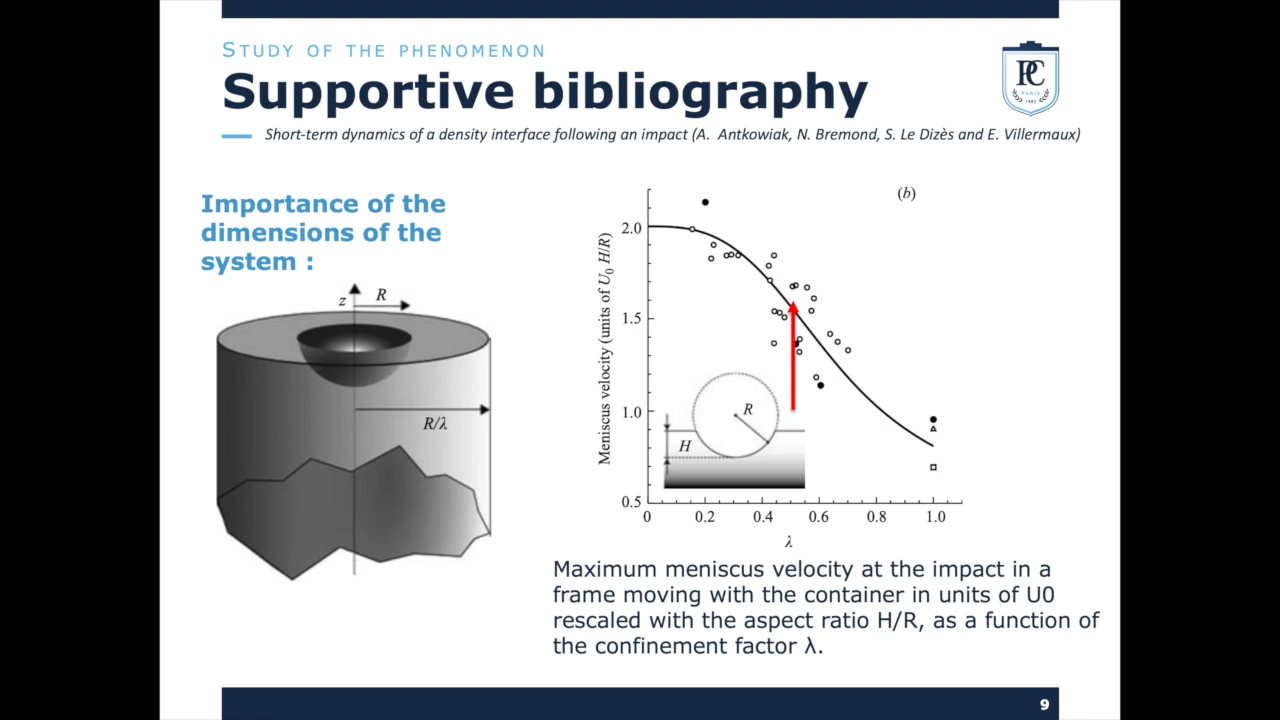 STUDY OF THE PHENOMENON
Supportive bibliography
Short-term dynamics of a density interface following an impact (A. Antkowiak, N. Bremond, S. Le Dizès and E. Villermaux)
PC
PARIS
1882
Importance of the
dimensions of the
system :
z
R
R/λ
(b)
Meniscus velocity (units of U0 H/R)
2.0
1.5
1.0
0.5
R
H
0
0.2
0.4
0.6
0.8
1.0
λ
Maximum meniscus velocity at the impact in a
frame moving with the container in units of U0
rescaled with the aspect ratio H/R, as a function of
the confinement factor λ.
9